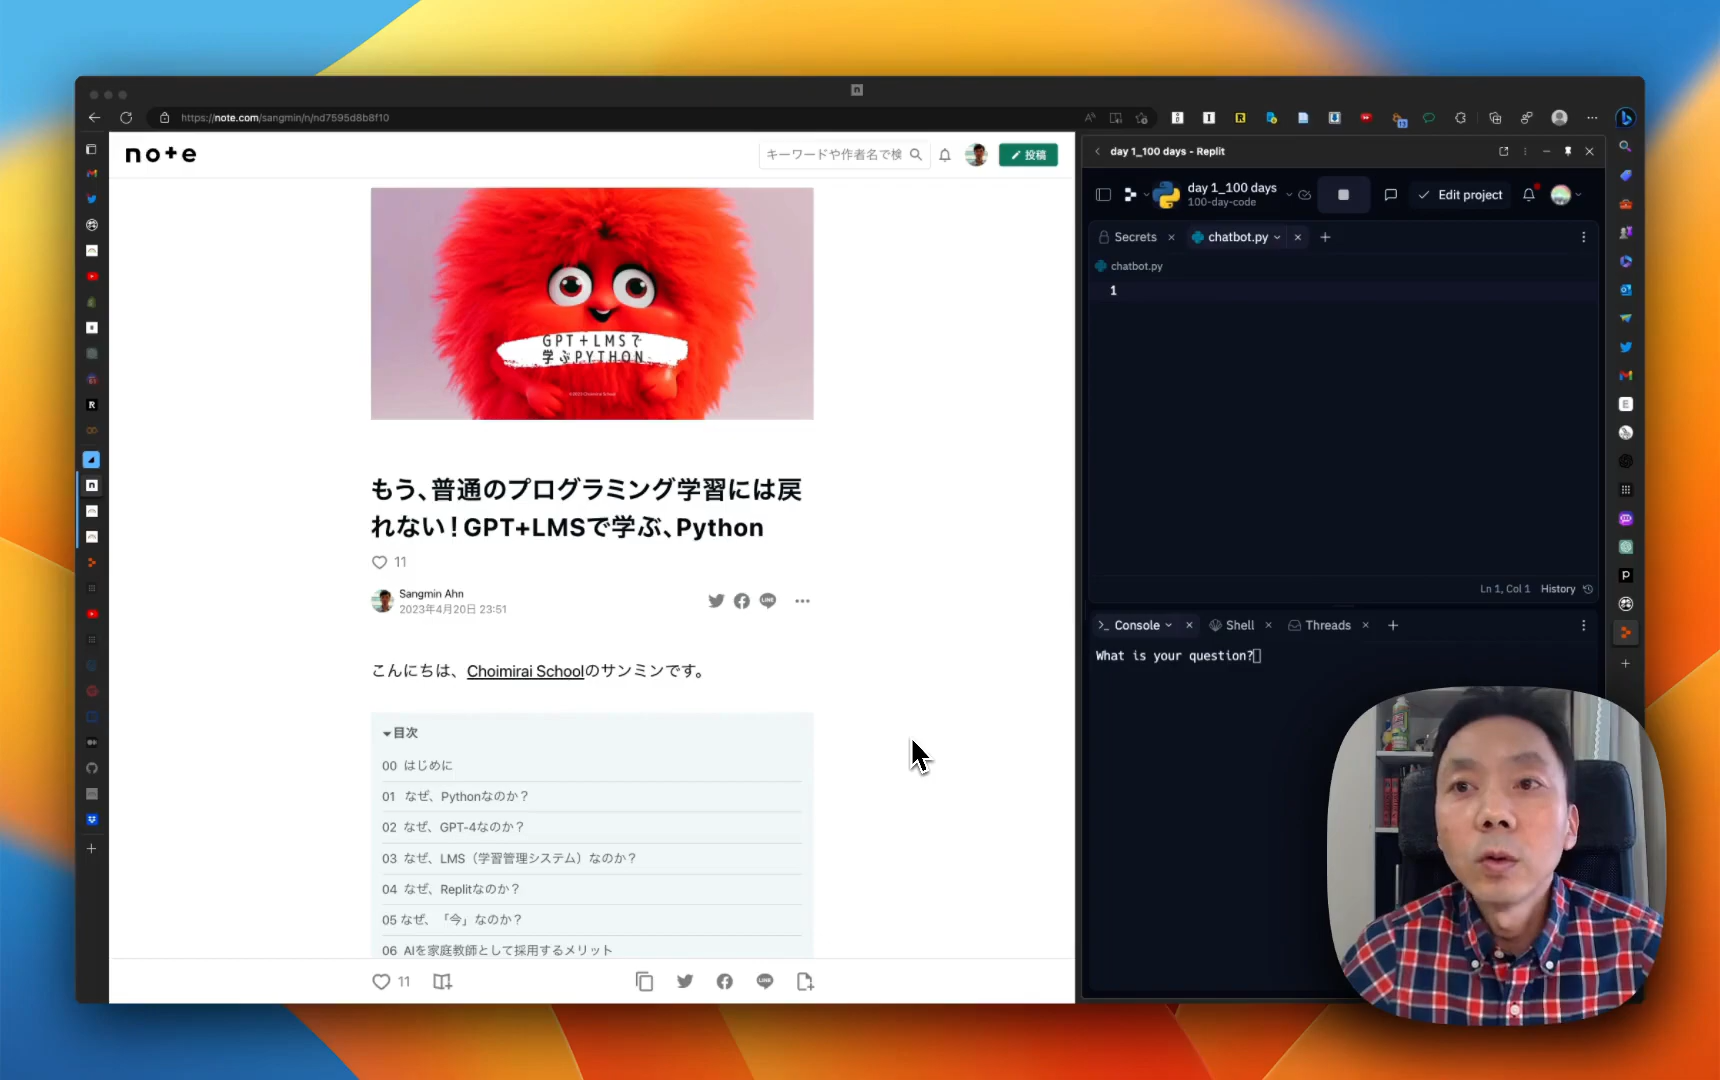 https://note.com/sangmin/n/nd7595d8b8f10
note
キーワードや作者名で検
投稿
GPT+LMSで
学ぶPYTHON
もう、普通のプログラミング学習には戻
れない！GPT+LMSで学ぶ、Python
11
Sangmin Ahn
2023年4月20日 23:51
こんにちは、Choimirai Schoolのサンミンです。
目次
00 はじめに
01 なぜ、Pythonなのか？
02 なぜ、GPT-4なのか？
03 なぜ、LMS（学習管理システム）なのか？
04 なぜ、Replitなのか？
05 なぜ、「今」なのか？
06 AIを家庭教師として採用するメリット
11
day 1_100 days - Replit
day 1_100 days
100-day-code
Edit project
Secrets
chatbot.py
chatbot.py
1
Ln 1, Col 1 History
Console
Shell
Threads
What is your question?